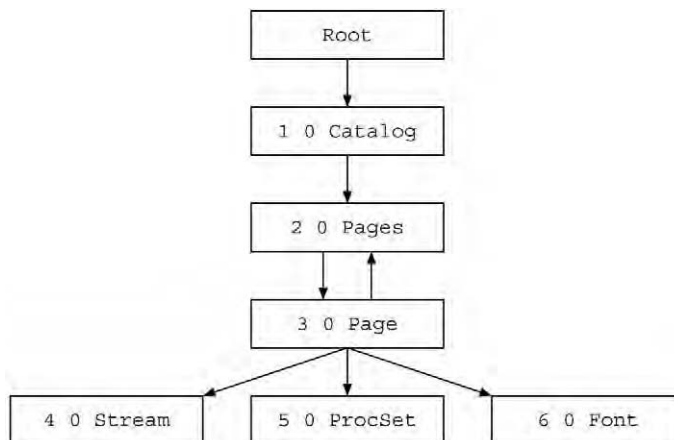 Root
1 0 Catalog
2 0 Pages
3 0 Page
4 0 Stream
5 0 ProcSet
6 0 Font